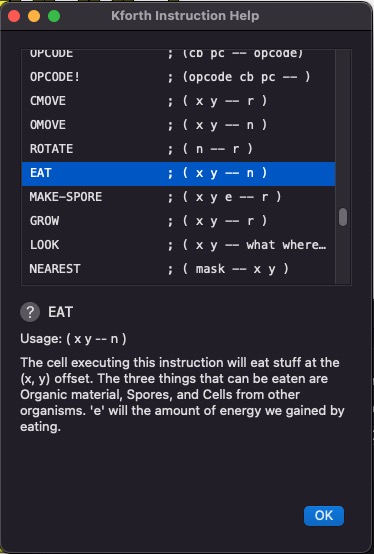 Kforth Instruction Help
OPCODE ; (cb pc -- opcode)
OPCODE! ; (opcode cb pc -- )
CMOVE ; ( x y -- r )
OMOVE ; ( x y -- n )
ROTATE ; ( n -- r )
EAT ; ( x y -- n )
MAKE-SPORE ; ( x y e -- r )
GROW ; ( x y -- r )
LOOK ; ( x y -- what where…
NEAREST ; ( mask -- x y )
? EAT
Usage: ( x y -- n )
The cell executing this instruction will eat stuff at the
(x, y) offset. The three things that can be eaten are
Organic material, Spores, and Cells from other
organisms. 'e' will the amount of energy we gained by
eating.
OK